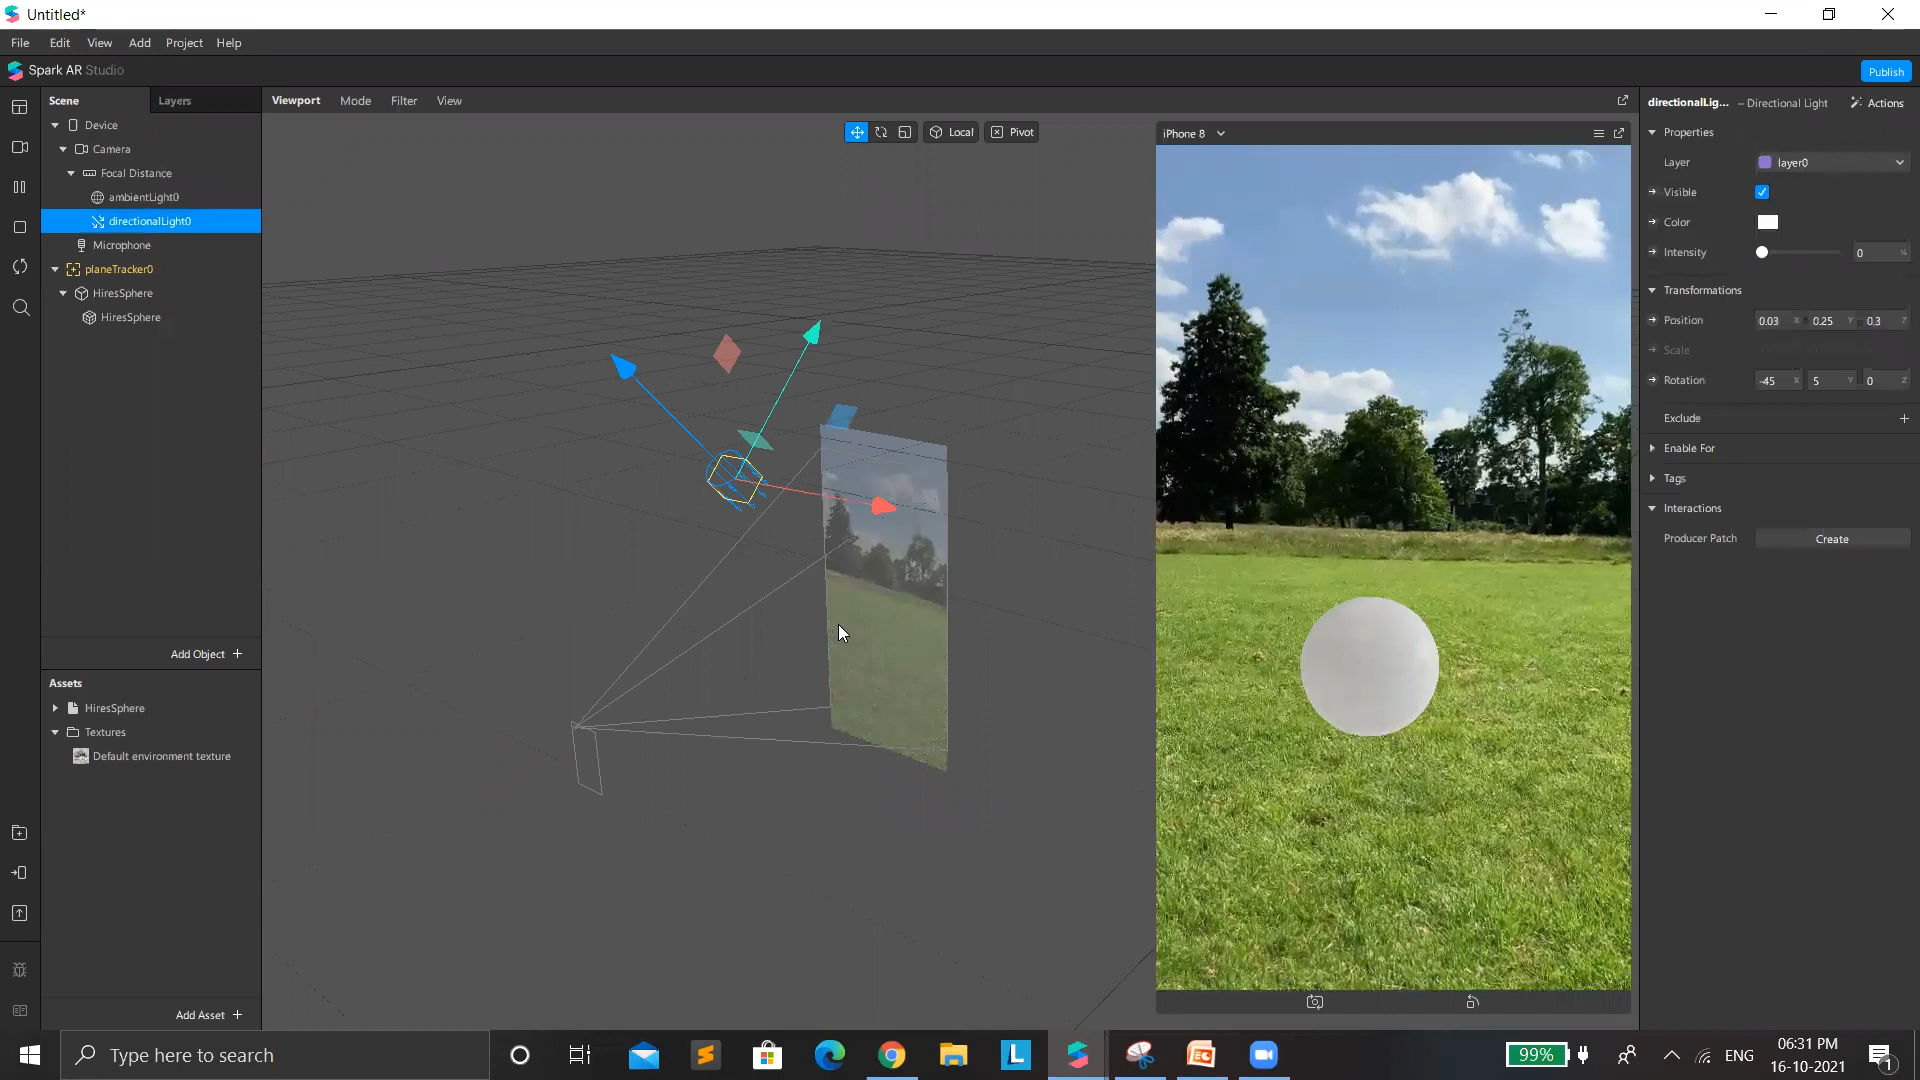 Untitled*
File Edit View Add Project Help
Spark AR Studio
Publish
Scene Layers
Device
Camera
Focal Distance
ambientLight0
directionalLight0
Microphone
planeTracker0
HiresSphere
HiresSphere
Add Object +
Assets
HiresSphere
Textures
Default environment texture
Add Asset +
Viewport Mode Filter View
Local
Pivot
iPhone 8
directionalLig... – Directional Light Actions
Properties
Layer layer0
Visible
Color
Intensity 0 %
Transformations
Position 0.03 X 0.25 Y 0.3 Z
Scale
Rotation -45 X 5 Y 0 Z
Exclude +
Enable For
Tags
Interactions
Producer Patch Create
Type here to search
99%
ENG
06:31 PM
16-10-2021
1